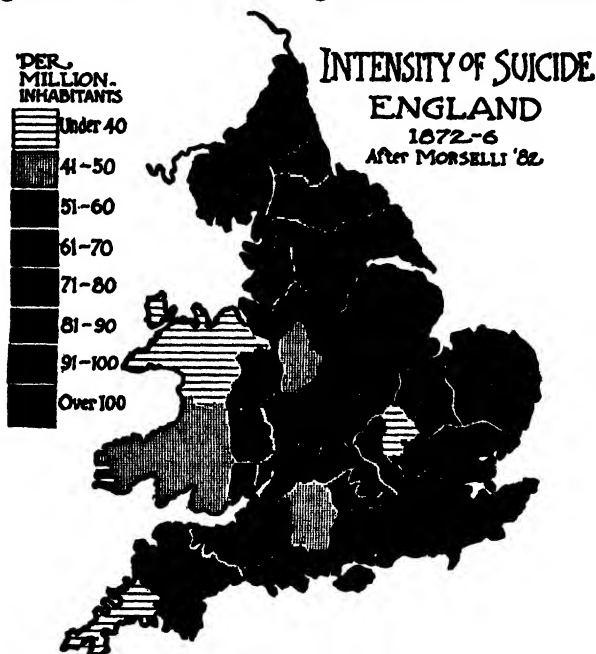 PER
MILLION.
INHABITANTS
Under 40
41-50
51-60
61-70
71-80
81-90
91-100
Over 100
INTENSITY OF SUICIDE
ENGLAND
1872-6
After MORSELLI '82